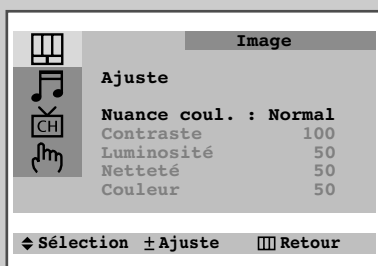 Image
Ajuste
Nuance coul. : Normal
Contraste 100
Luminosité 50
Netteté 50
Couleur 50
CH
Sélection ± Ajuste Retour